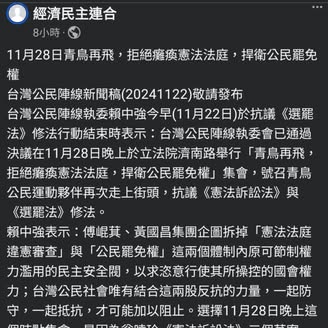 經濟民主連合
8小時 ·
11月28日青鳥再飛，拒絕癱瘓憲法法庭，捍衛公民罷免
權
台灣公民陣線新聞稿(20241122)敬請發布
台灣公民陣線執委賴中強今早(11月22日)於抗議《選罷
法》修法行動結束時表示：台灣公民陣線執委會已通過
決議在11月28日晚上於立法院濟南路舉行「青鳥再飛，
拒絕癱瘓憲法法庭，捍衛公民罷免權」集會，號召青鳥
公民運動夥伴再次走上街頭，抗議《憲法訴訟法》與
《選罷法》修法。
賴中強表示：傅崐萁、黃國昌集團企圖拆掉「憲法法庭
違憲審查」與「公民罷免權」這兩個體制內原可節制權
力濫用的民主安全閥，以求恣意行使其所操控的國會權
力；台灣公民社會唯有結合這兩股反抗的力量，一起防
守，一起抵抗，才可能加以阻止。選擇11月28日晚上這